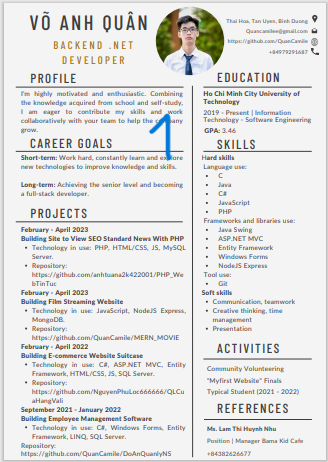 VÕ ANH QUÂN
BACKEND .NET
DEVELOPER
Thai Hoa, Tan Uyen, Binh Duong
Quancamilee@gmail.com
https://github.com/QuanCamile
+84979291687
PROFILE
I'm highly motivated and enthusiastic. Combining
the knowledge acquired from school and self-study,
I am eager to contribute my skills and work
collaboratively with your team to help the company
grow.
CAREER GOALS
Short-term: Work hard, constantly learn and explore
new technologies to improve knowledge and skills.
Long-term: Achieving the senior level and becoming
a full-stack developer.
1
PROJECTS
February - April 2023
Building Site to View SEO Standard News With PHP
• Technology in use: PHP, HTML/CSS, JS, MySQL
Server.
• Repository:
https://github.com/anhtuana2k422001/PHP_We
bTinTuc
February - April 2023
Building Film Streaming Website
• Technology in use: JavaScript, NodeJS Express,
MongoDB.
• Repository:
https://github.com/QuanCamile/MERN_MOVIE
February - April 2022
Building E-commerce Website Suitcase
• Technology in use: C#, ASP.NET MVC, Entity
Framework, HTML/CSS, JS, SQL Server.
• Repository:
https://github.com/NguyenPhuLoc666666/QLCu
aHangVali
September 2021 - January 2022
Building Employee Management Software
• Technology in use: C#, Windows Forms, Entity
Framework, LINQ, SQL Server.
Repository:
https://github.com/QuanCamile/DoAnQuanlyNS
EDUCATION
Ho Chi Minh City University of
Technology
2019 - Present | Information
Technology - Software Engineering
GPA: 3.46
SKILLS
Hard skills
Language use:
• C
• Java
• C#
• JavaScript
• PHP
Frameworks and libraries use:
• Java Swing
• ASP.NET MVC
• Entity Framework
• Windows Forms
• NodeJS Express
Tool use:
• Git
Soft skills
• Communication, teamwork
• Creative thinking, time
management
• Presentation
ACTIVITIES
Community Volunteering
"Myfirst Website" Finals
Typical Student (2021 - 2022)
REFERENCES
Ms. Lam Thi Huynh Nhu
Position | Manager Bama Kid Cafe
+84382626677